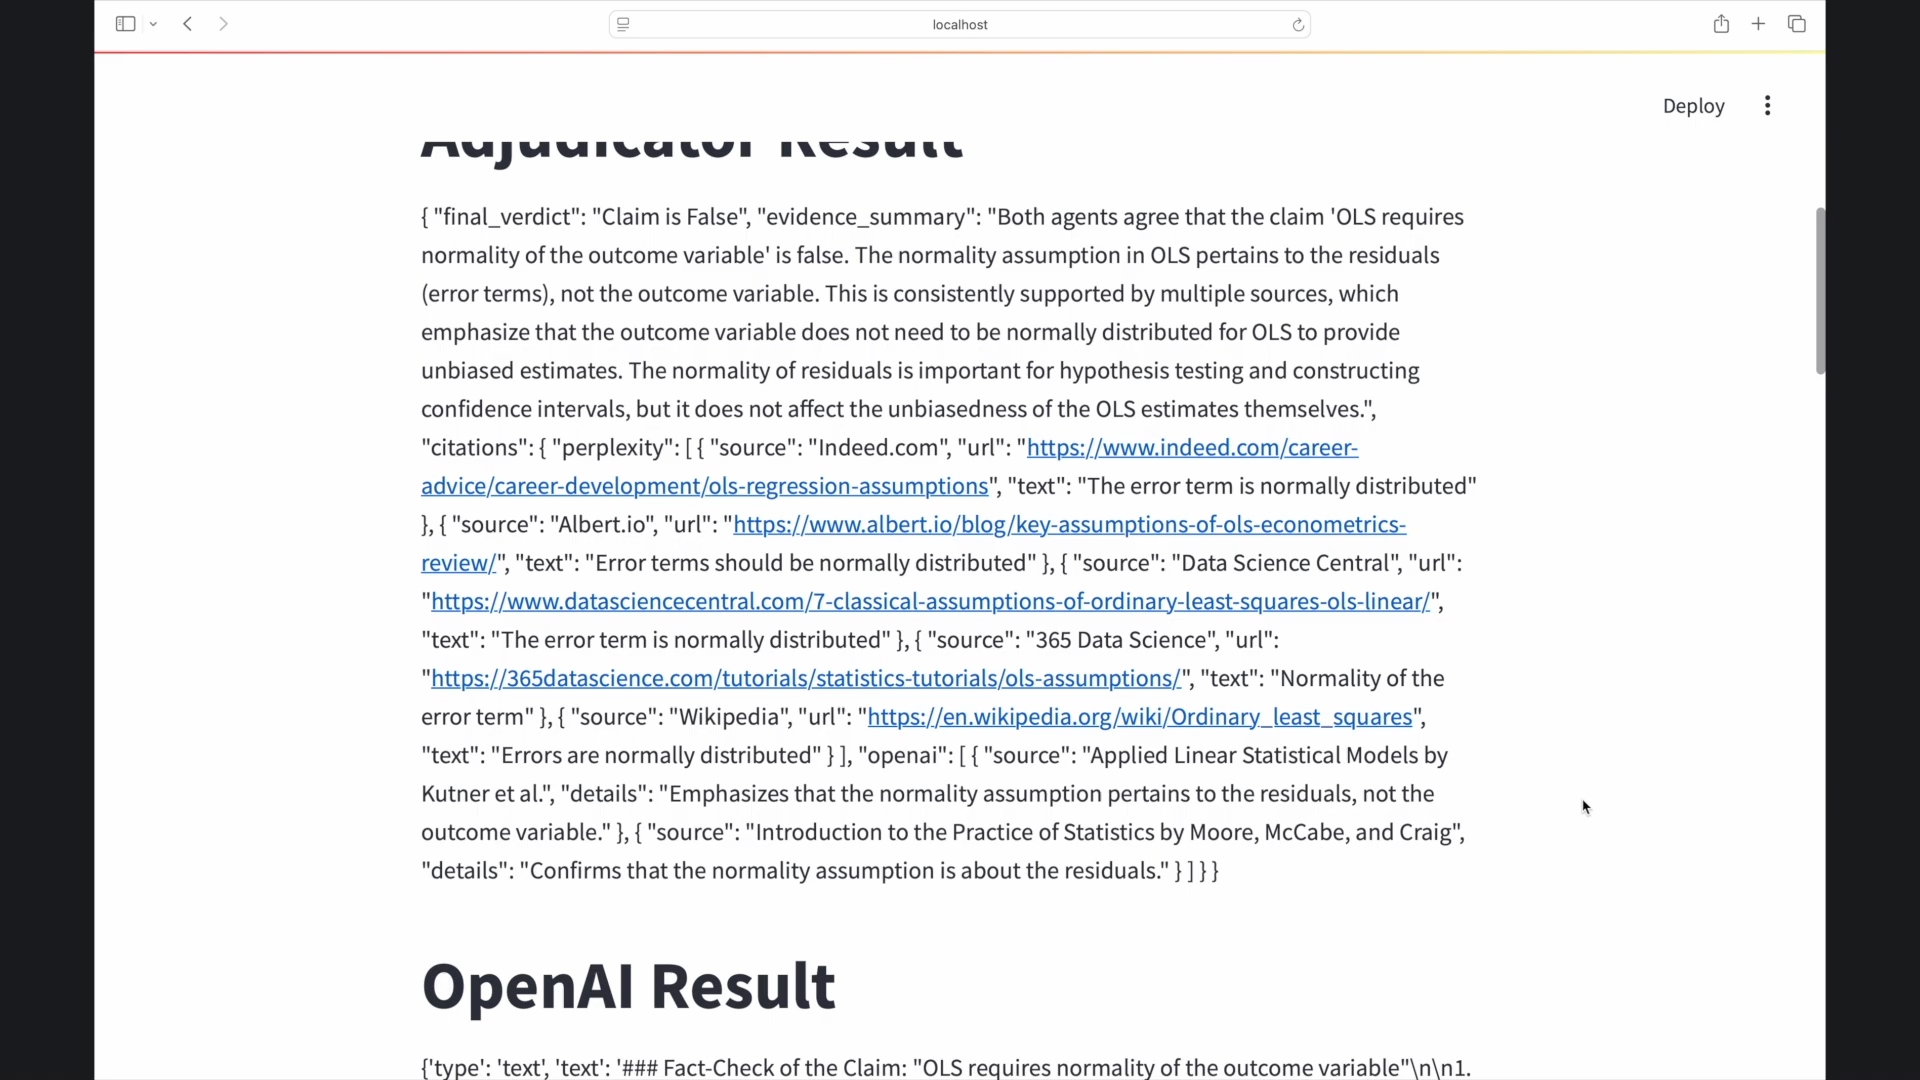 localhost
Deploy
Adjudicator Result
{ "final_verdict": "Claim is False", "evidence_summary": "Both agents agree that the claim 'OLS requires
normality of the outcome variable' is false. The normality assumption in OLS pertains to the residuals
(error terms), not the outcome variable. This is consistently supported by multiple sources, which
emphasize that the outcome variable does not need to be normally distributed for OLS to provide
unbiased estimates. The normality of residuals is important for hypothesis testing and constructing
confidence intervals, but it does not affect the unbiasedness of the OLS estimates themselves.",
"citations": { "perplexity": [ { "source": "Indeed.com", "url": "https://www.indeed.com/career-
advice/career-development/ols-regression-assumptions", "text": "The error term is normally distributed"
}, { "source": "Albert.io", "url": "https://www.albert.io/blog/key-assumptions-of-ols-econometrics-
review/", "text": "Error terms should be normally distributed" }, { "source": "Data Science Central", "url":
"https://www.datasciencecentral.com/7-classical-assumptions-of-ordinary-least-squares-ols-linear/",
"text": "The error term is normally distributed" }, { "source": "365 Data Science", "url":
"https://365datascience.com/tutorials/statistics-tutorials/ols-assumptions/", "text": "Normality of the
error term" }, { "source": "Wikipedia", "url": "https://en.wikipedia.org/wiki/Ordinary_least_squares",
"text": "Errors are normally distributed" } ], "openai": [ { "source": "Applied Linear Statistical Models by
Kutner et al.", "details": "Emphasizes that the normality assumption pertains to the residuals, not the
outcome variable." }, { "source": "Introduction to the Practice of Statistics by Moore, McCabe, and Craig",
"details": "Confirms that the normality assumption is about the residuals." } ] } }
OpenAI Result
{'type': 'text', 'text': '### Fact-Check of the Claim: "OLS requires normality of the outcome variable"\n\n1.